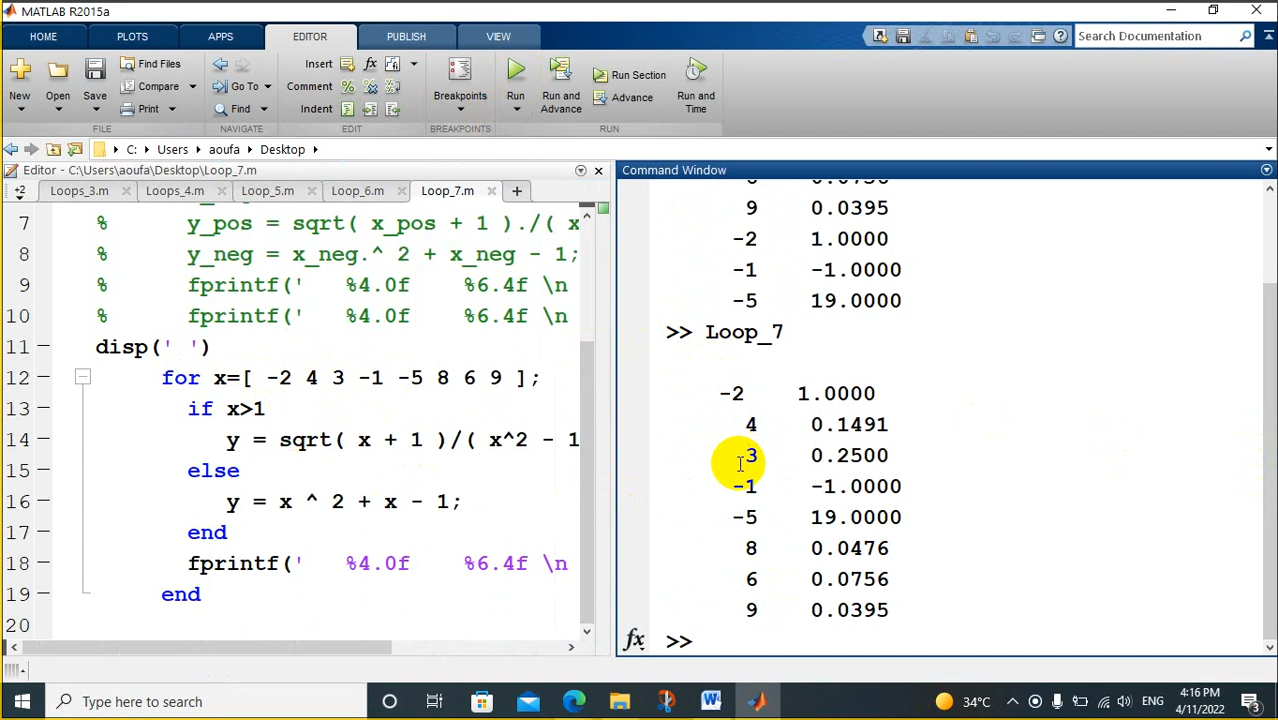 MATLAB R2015a
HOME PLOTS APPS EDITOR PUBLISH VIEW Search Documentation
New Open Save Find Files Compare Print
Go To Find
Insert fx Comment % Indent
Breakpoints
Run Run and Advance Run Section Advance Run and Time
FILE NAVIGATE EDIT BREAKPOINTS RUN
C: Users aoufa Desktop
Editor - C:\Users\aoufa\Desktop\Loop_7.m
+2 Loops_3.m Loops_4.m Loop_5.m Loop_6.m Loop_7.m
7 % y_pos = sqrt( x_pos + 1 )./( x
8 % y_neg = x_neg.^ 2 + x_neg - 1;
9 % fprintf(' %4.0f %6.4f \n
10 % fprintf(' %4.0f %6.4f \n
11 disp(' ')
12 for x=[ -2 4 3 -1 -5 8 6 9 ];
13 if x>1
14 y = sqrt( x + 1 )/( x^2 - 1
15 else
16 y = x ^ 2 + x - 1;
17 end
18 fprintf(' %4.0f %6.4f \n
19 end
20
Command Window
6 0.0756
9 0.0395
-2 1.0000
-1 -1.0000
-5 19.0000
>> Loop_7
-2 1.0000
4 0.1491
3 0.2500
-1 -1.0000
-5 19.0000
8 0.0476
6 0.0756
9 0.0395
fx >>
Type here to search
34°C ENG 4:16 PM
4/11/2022 3